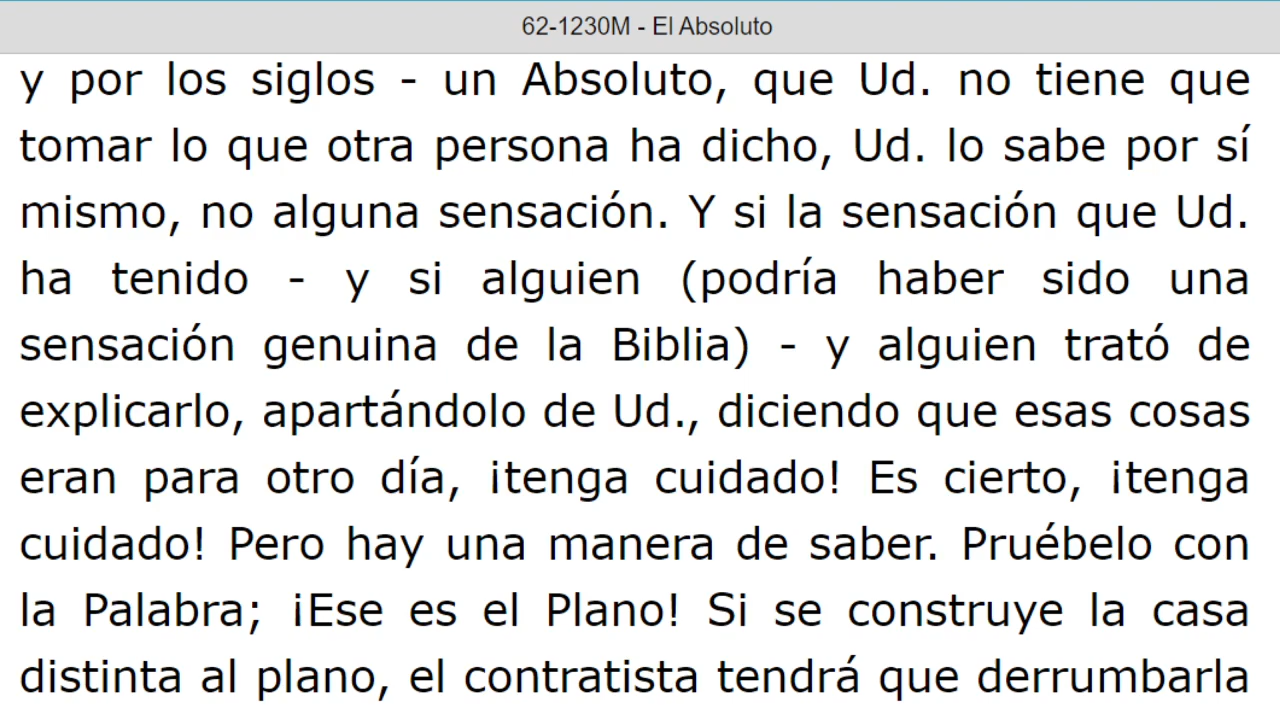 62-1230M - El Absoluto
y por los siglos - un Absoluto, que Ud. no tiene que
tomar lo que otra persona ha dicho, Ud. lo sabe por sí
mismo, no alguna sensación. Y si la sensación que Ud.
ha tenido - y si alguien (podría haber sido una
sensación genuina de la Biblia) - y alguien trató de
explicarlo, apartándolo de Ud., diciendo que esas cosas
eran para otro día, ¡tenga cuidado! Es cierto, ¡tenga
cuidado! Pero hay una manera de saber. Pruébelo con
la Palabra; ¡Ese es el Plano! Si se construye la casa
distinta al plano, el contratista tendrá que derrumbarla